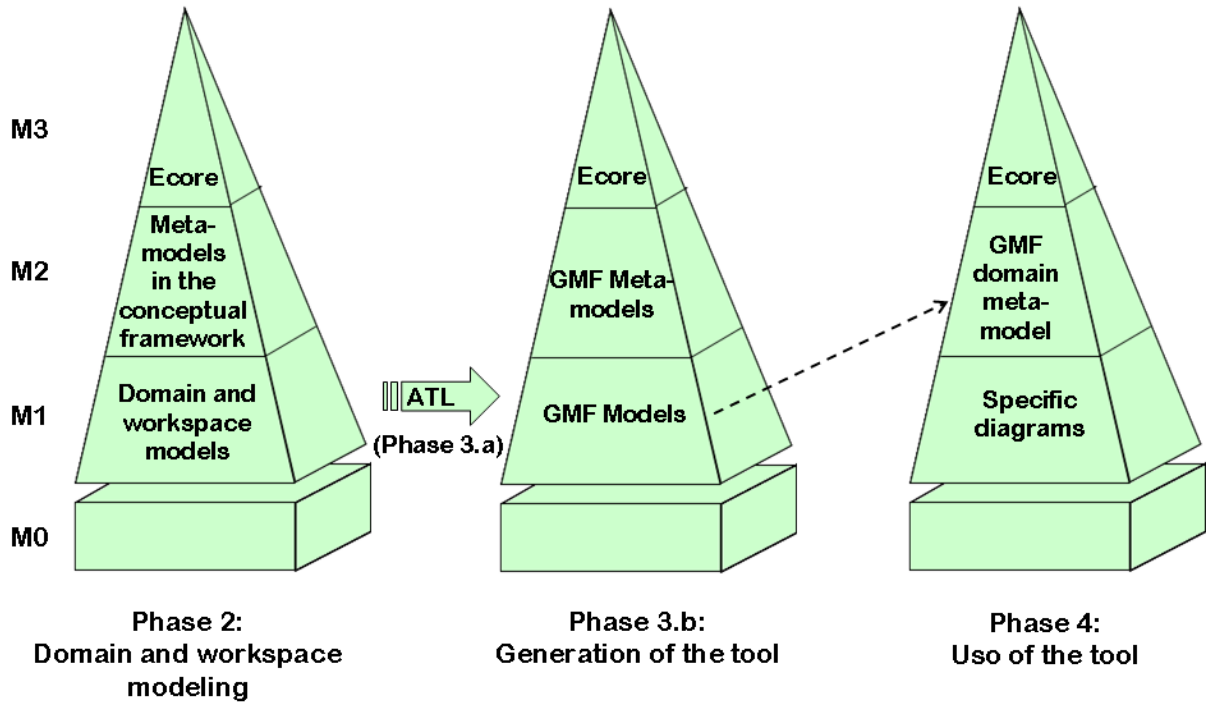 M3
Ecore
Ecore
Ecore
M2
Meta-
models
in the
conceptual
framework
GMF Meta-
models
GMF
domain
meta-
model
M1
Domain and
workspace
models
ATL
(Phase 3.a)
GMF Models
Specific
diagrams
M0
Phase 2:
Domain and workspace
modeling
Phase 3.b:
Generation of the tool
Phase 4:
Uso of the tool